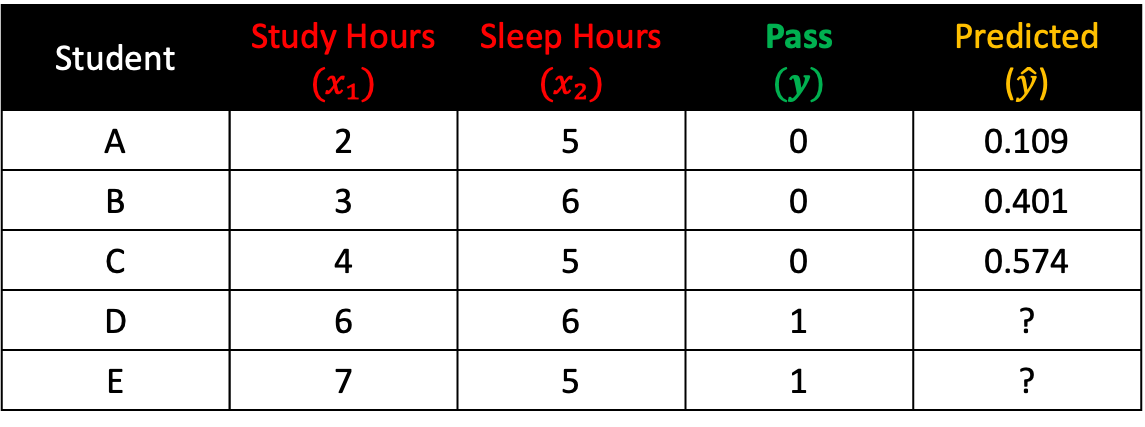 Student Study Hours (x₁) Sleep Hours (x₂) Pass (y) Predicted (ŷ)
A 2 5 0 0.109
B 3 6 0 0.401
C 4 5 0 0.574
D 6 6 1 ?
E 7 5 1 ?